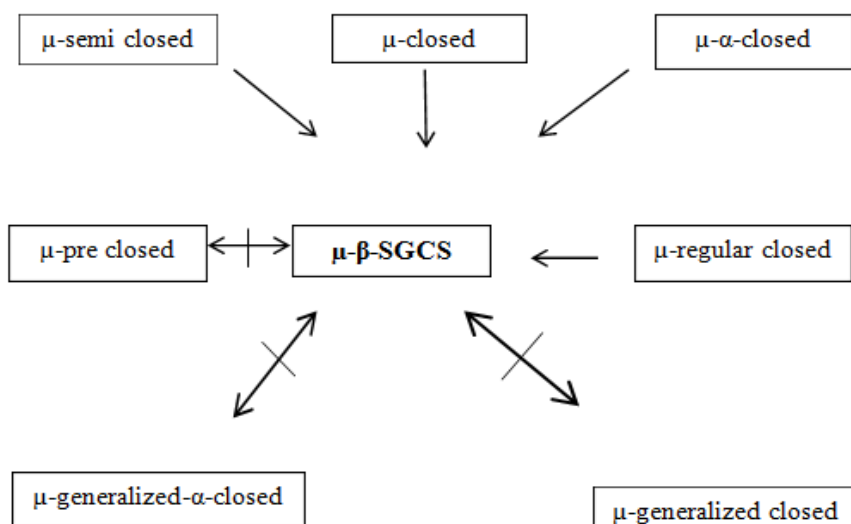 μ-semi closed
μ-closed
μ-α-closed
μ-pre closed
μ-β-SGCS
μ-regular closed
μ-generalized-α-closed
μ-generalized closed